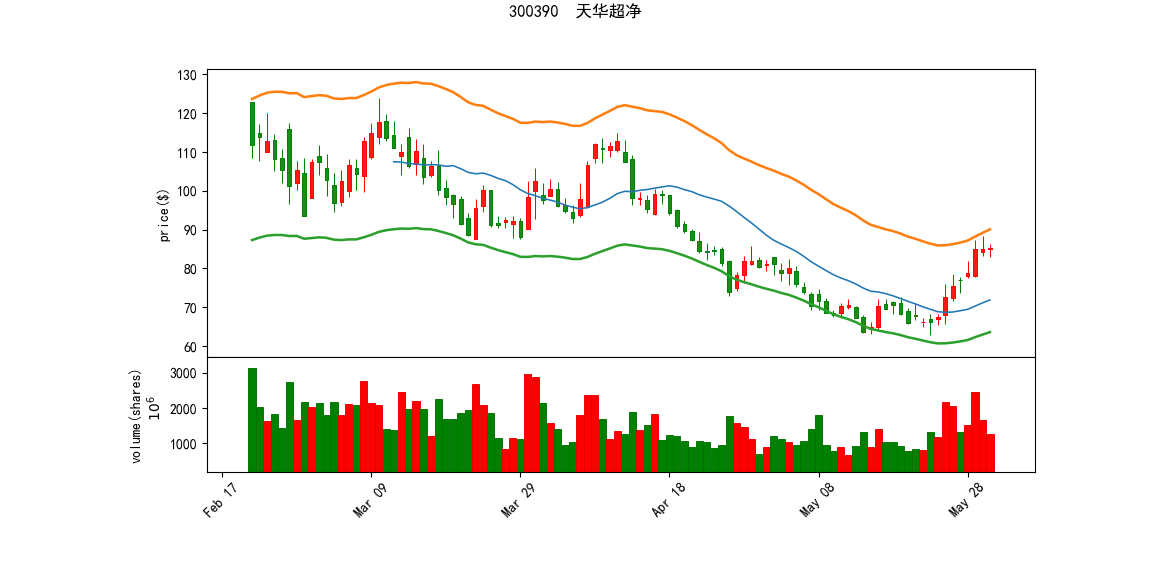 300390  天华超净
130
120
110
100
90
80
70
60
price($)
3000
2000
1000
volume(shares)
10^6
Feb 17
Mar 09
Mar 29
Apr 18
May 08
May 28